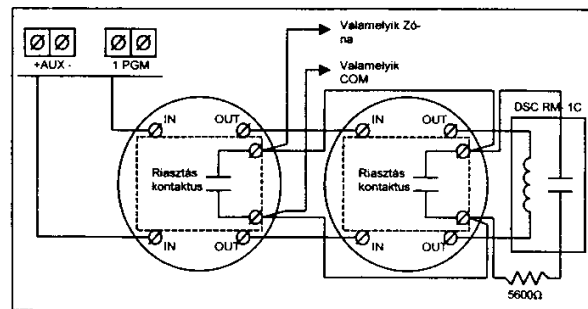 Valamelyik Zó-
na
+AUX -
1 PGM
Valamelyik
COM
DSC RM- 1C
IN
OUT
IN
OUT
Riasztás
kontaktus
Riasztás
kontaktus
IN
OUT
IN
OUT
5600Ω